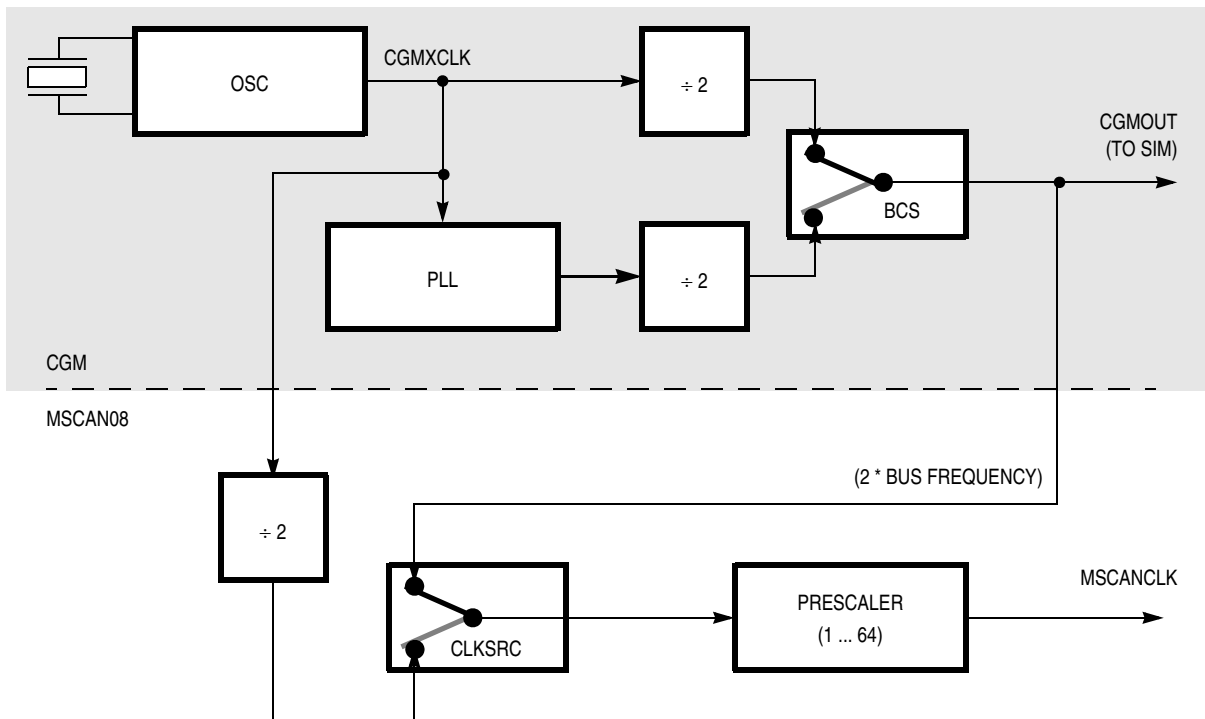 OSC
CGMXCLK
÷ 2
CGMOUT
(TO SIM)
BCS
PLL
÷ 2
CGM
MSCAN08
(2 * BUS FREQUENCY)
÷ 2
CLKSRC
PRESCALER
(1 ... 64)
MSCANCLK